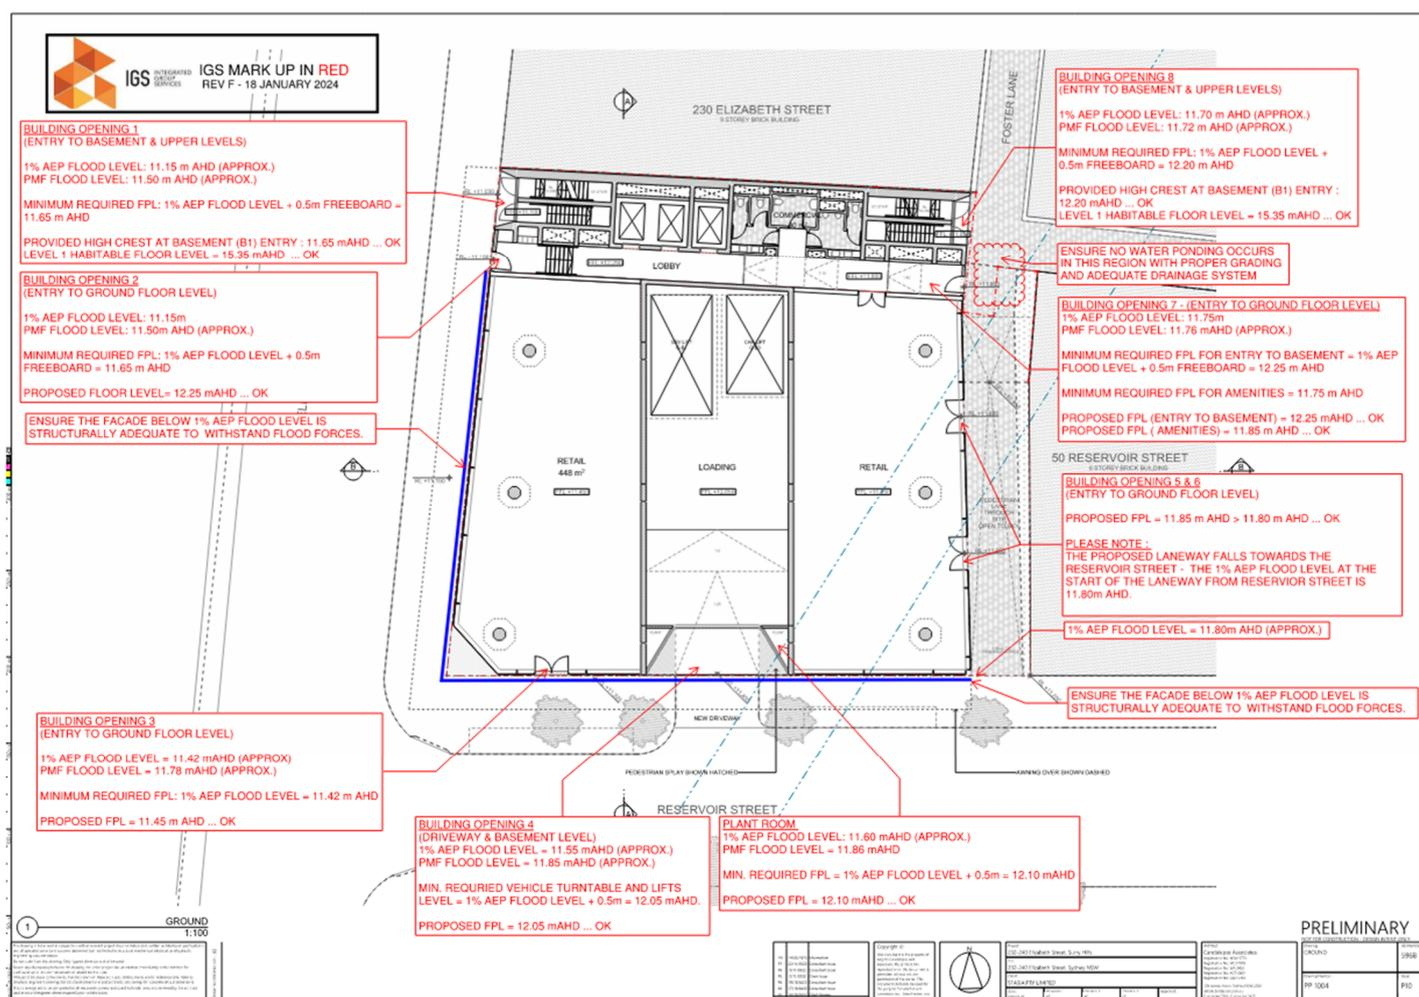 IGS
INTEGRATED
GROUP
SERVICES
IGS MARK UP IN RED
REV F - 18 JANUARY 2024
BUILDING OPENING 1
(ENTRY TO BASEMENT & UPPER LEVELS)
1% AEP FLOOD LEVEL: 11.15 m AHD (APPROX.)
PMF FLOOD LEVEL: 11.50 m AHD (APPROX.)
MINIMUM REQUIRED FPL: 1% AEP FLOOD LEVEL + 0.5m FREEBOARD =
11.65 m AHD
PROVIDED HIGH CREST AT BASEMENT (B1) ENTRY : 11.65 mAHD ... OK
LEVEL 1 HABITABLE FLOOR LEVEL = 15.35 mAHD ... OK
BUILDING OPENING 2
(ENTRY TO GROUND FLOOR LEVEL)
1% AEP FLOOD LEVEL: 11.15m
PMF FLOOD LEVEL: 11.50m AHD (APPROX.)
MINIMUM REQUIRED FPL: 1% AEP FLOOD LEVEL + 0.5m
FREEBOARD = 11.65 m AHD
PROPOSED FLOOR LEVEL= 12.25 mAHD ... OK
ENSURE THE FACADE BELOW 1% AEP FLOOD LEVEL IS
STRUCTURALLY ADEQUATE TO WITHSTAND FLOOD FORCES.
BUILDING OPENING 3
(ENTRY TO GROUND FLOOR LEVEL)
1% AEP FLOOD LEVEL = 11.42 mAHD (APPROX)
PMF FLOOD LEVEL = 11.78 mAHD (APPROX.)
MINIMUM REQUIRED FPL: 1% AEP FLOOD LEVEL = 11.42 m AHD
PROPOSED FPL = 11.45 m AHD ... OK
230 ELIZABETH STREET
9 STOREY BRICK BUILDING
FOSTER LANE
A
COMMERCIAL
LOBBY
RETAIL
448 m²
LOADING
RETAIL
B
B
NEW DRIVEWAY
PEDESTRIAN SPLAY SHOWN HATCHED
AWNING OVER SHOWN DASHED
RESERVOIR STREET
A
BUILDING OPENING 4
(DRIVEWAY & BASEMENT LEVEL)
1% AEP FLOOD LEVEL = 11.55 mAHD (APPROX.)
PMF FLOOD LEVEL = 11.85 mAHD (APPROX.)
MIN. REQURIED VEHICLE TURNTABLE AND LIFTS
LEVEL = 1% AEP FLOOD LEVEL + 0.5m = 12.05 mAHD.
PROPOSED FPL = 12.05 mAHD ... OK
PLANT ROOM
1% AEP FLOOD LEVEL: 11.60 mAHD (APPROX.)
PMF FLOOD LEVEL = 11.86 mAHD
MIN. REQUIRED FPL = 1% AEP FLOOD LEVEL + 0.5m = 12.10 mAHD
PROPOSED FPL = 12.10 mAHD ... OK
BUILDING OPENING 8
(ENTRY TO BASEMENT & UPPER LEVELS)
1% AEP FLOOD LEVEL: 11.70 mAHD (APPROX.)
PMF FLOOD LEVEL: 11.72 mAHD (APPROX.)
MINIMUM REQUIRED FPL: 1% AEP FLOOD LEVEL +
0.5m FREEBOARD = 12.20 m AHD
PROVIDED HIGH CREST AT BASEMENT (B1) ENTRY :
12.20 mAHD ... OK
LEVEL 1 HABITABLE FLOOR LEVEL = 15.35 mAHD ... OK
ENSURE NO WATER PONDING OCCURS
IN THIS REGION WITH PROPER GRADING
AND ADEQUATE DRAINAGE SYSTEM
BUILDING OPENING 7 - (ENTRY TO GROUND FLOOR LEVEL)
1% AEP FLOOD LEVEL: 11.75m
PMF FLOOD LEVEL: 11.76 mAHD (APPROX.)
MINIMUM REQUIRED FPL FOR ENTRY TO BASEMENT = 1% AEP
FLOOD LEVEL + 0.5m FREEBOARD = 12.25 m AHD
MINIMUM REQUIRED FPL FOR AMENITIES = 11.75 m AHD
PROPOSED FPL (ENTRY TO BASEMENT) = 12.25 mAHD ... OK
PROPOSED FPL ( AMENITIES) = 11.85 m AHD ... OK
50 RESERVOIR STREET
6 STOREY BRICK BUILDING
BUILDING OPENING 5 & 6
(ENTRY TO GROUND FLOOR LEVEL)
PROPOSED FPL = 11.85 m AHD > 11.80 m AHD ... OK
PLEASE NOTE :
THE PROPOSED LANEWAY FALLS TOWARDS THE
RESERVOIR STREET - THE 1% AEP FLOOD LEVEL AT THE
START OF THE LANEWAY FROM RESERVIOR STREET IS
11.80m AHD.
1% AEP FLOOD LEVEL = 11.80m AHD (APPROX.)
ENSURE THE FACADE BELOW 1% AEP FLOOD LEVEL IS
STRUCTURALLY ADEQUATE TO WITHSTAND FLOOD FORCES.
1
GROUND
1:100
N
PRELIMINARY
NOT FOR CONSTRUCTION - DESIGN INTENT ONLY
GROUND
5968
PP 1004
P10